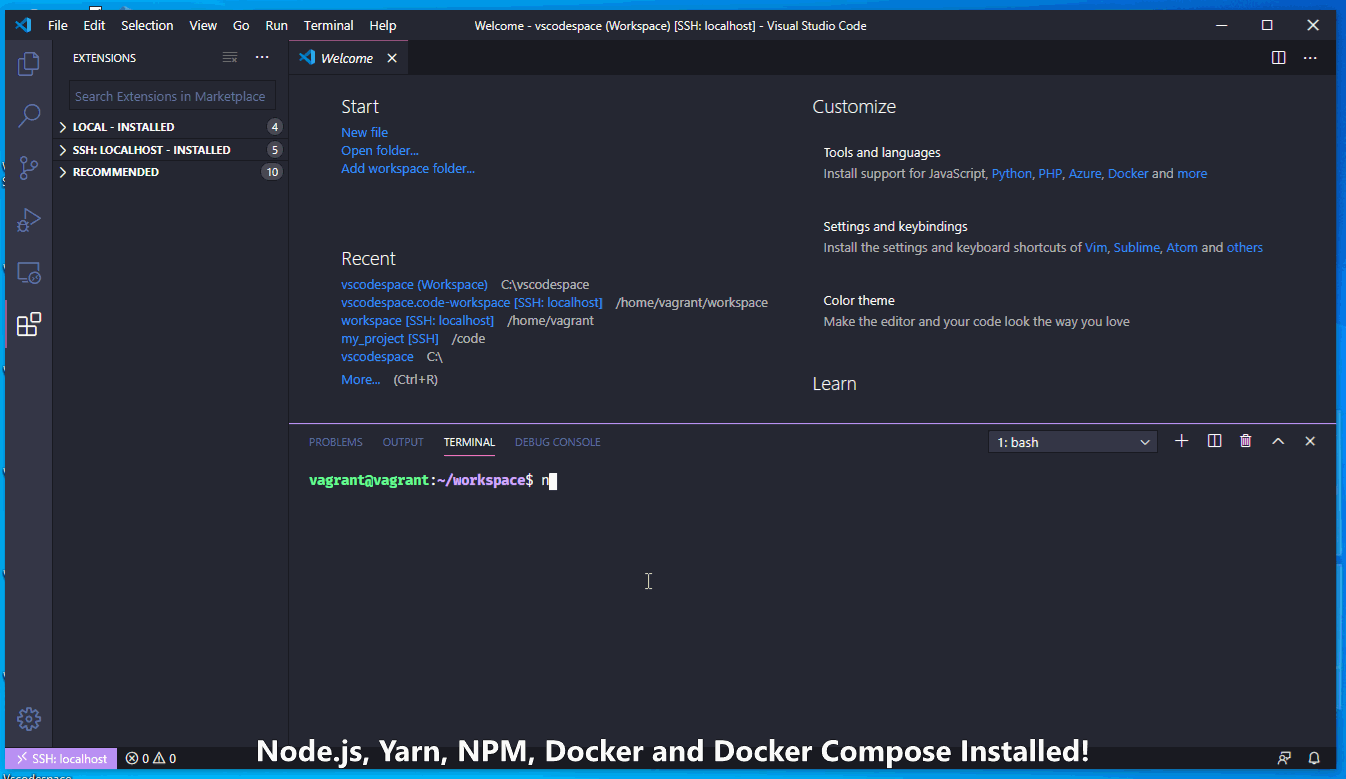 File Edit Selection View Go Run Terminal Help Welcome - vscodespace (Workspace) [SSH: localhost] - Visual Studio Code
EXTENSIONS
Welcome
Search Extensions in Marketplace
LOCAL - INSTALLED 4
SSH: LOCALHOST - INSTALLED 5
RECOMMENDED 10
Start
New file
Open folder...
Add workspace folder...
Recent
vscodespace (Workspace) C:\vscodespace
vscodespace.code-workspace [SSH: localhost] /home/vagrant/workspace
workspace [SSH: localhost] /home/vagrant
my_project [SSH] /code
vscodespace C:\
More... (Ctrl+R)
Customize
Tools and languages
Install support for JavaScript, Python, PHP, Azure, Docker and more
Settings and keybindings
Install the settings and keyboard shortcuts of Vim, Sublime, Atom and others
Color theme
Make the editor and your code look the way you love
Learn
PROBLEMS OUTPUT TERMINAL DEBUG CONSOLE 1: bash
vagrant@vagrant:~/workspace$ n
SSH: localhost 0 0
Node.js, Yarn, NPM, Docker and Docker Compose Installed!